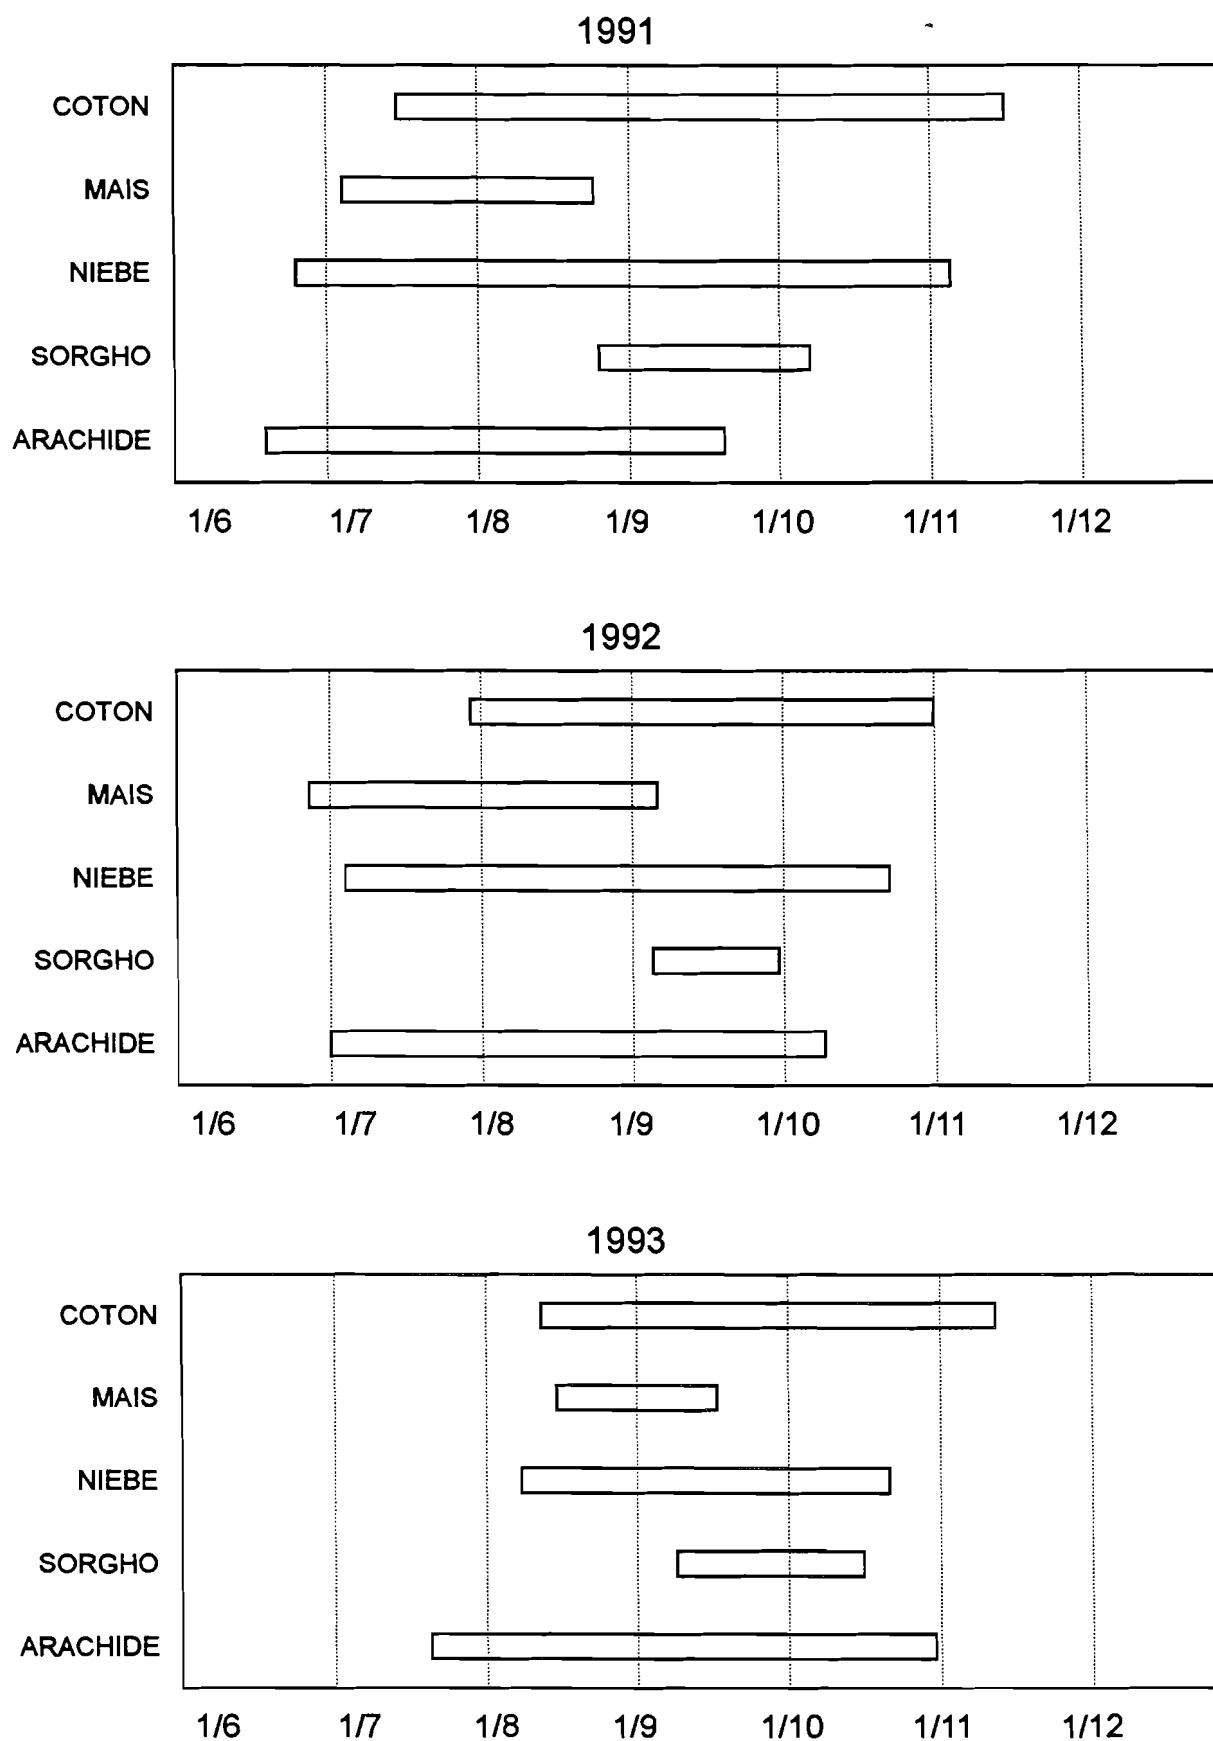 1991
COTON
MAIS
NIEBE
SORGHO
ARACHIDE
1/6 1/7 1/8 1/9 1/10 1/11 1/12
1992
COTON
MAIS
NIEBE
SORGHO
ARACHIDE
1/6 1/7 1/8 1/9 1/10 1/11 1/12
1993
COTON
MAIS
NIEBE
SORGHO
ARACHIDE
1/6 1/7 1/8 1/9 1/10 1/11 1/12